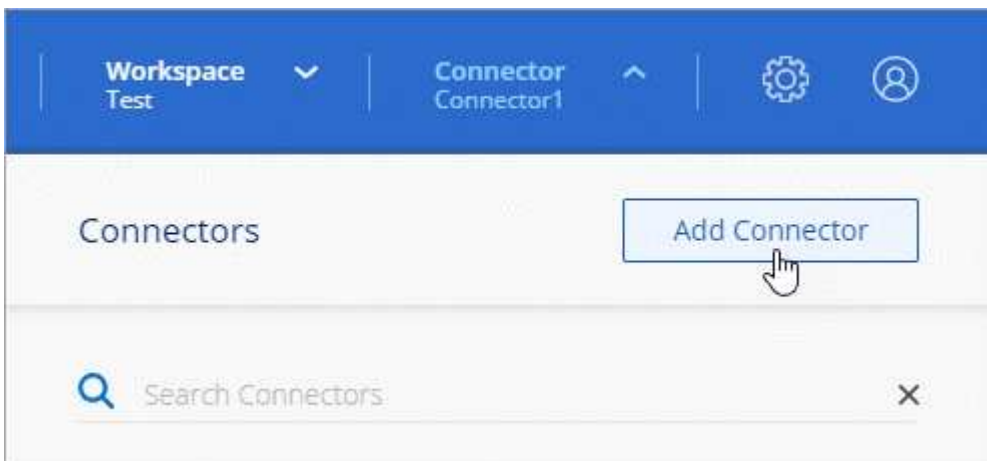 Workspace
Test
Connector
Connector1
Connectors
Add Connector
Search Connectors